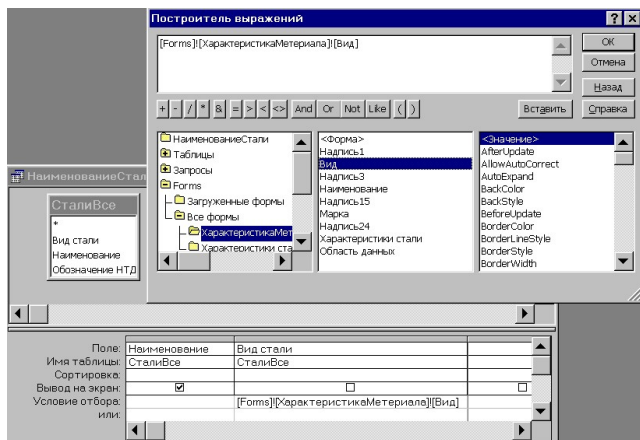 Построитель выражений
[Forms]![ХарактеристикаМетериала]![Вид]
OK
Отмена
Назад
+ - / * & = > < <> And Or Not Like ( )
Вставить
Справка
НаименованиеСтали
Таблицы
Запросы
Forms
Загруженные формы
Все формы
ХарактеристикаМет
Характеристики ста
<Форма>
Надпись1
Вид
Надпись3
Наименование
Надпись15
Марка
Надпись24
Характеристики стали
Область данных
<Значение>
AfterUpdate
AllowAutoCorrect
AutoExpand
BackColor
BackStyle
BeforeUpdate
BorderColor
BorderLineStyle
BorderStyle
BorderWidth
НаименованиеСтал
СталиВсе
*
Вид стали
Наименование
Обозначение НТД
Поле: Наименование Вид стали
Имя таблицы: СталиВсе СталиВсе
Сортировка:
Вывод на экран:
Условие отбора: [Forms]![ХарактеристикаМетериала]![Вид]
или: